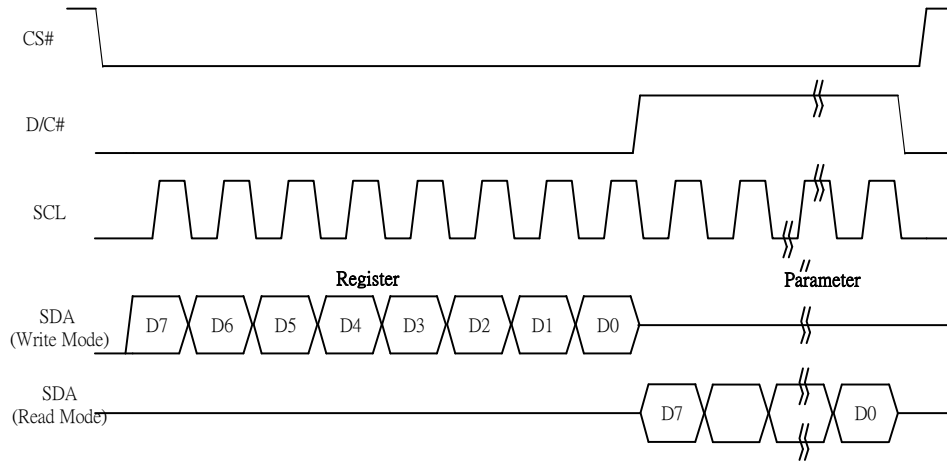 CS#
D/C#
SCL
Register Parameter
SDA
(Write Mode)
D7 D6 D5 D4 D3 D2 D1 D0
SDA
(Read Mode)
D7 D0